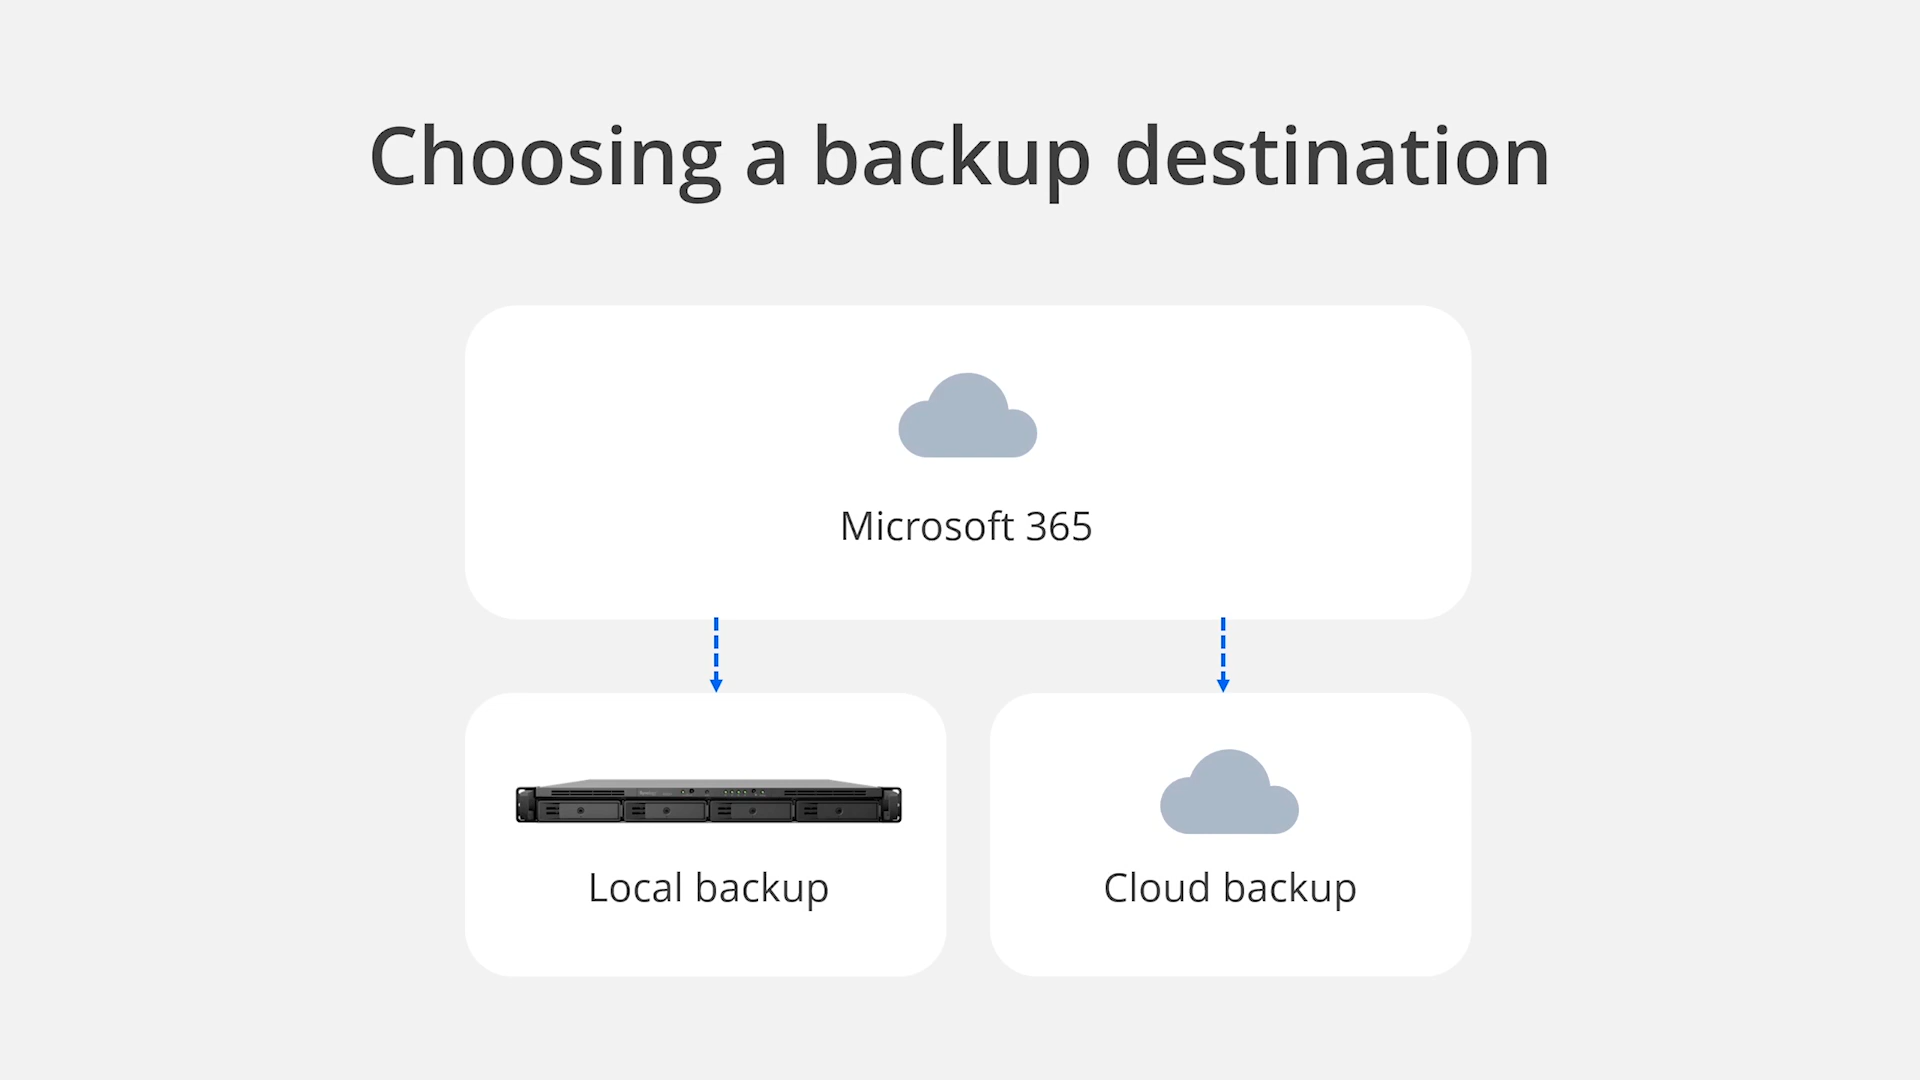 Choosing a backup destination
Microsoft 365
Local backup
Cloud backup